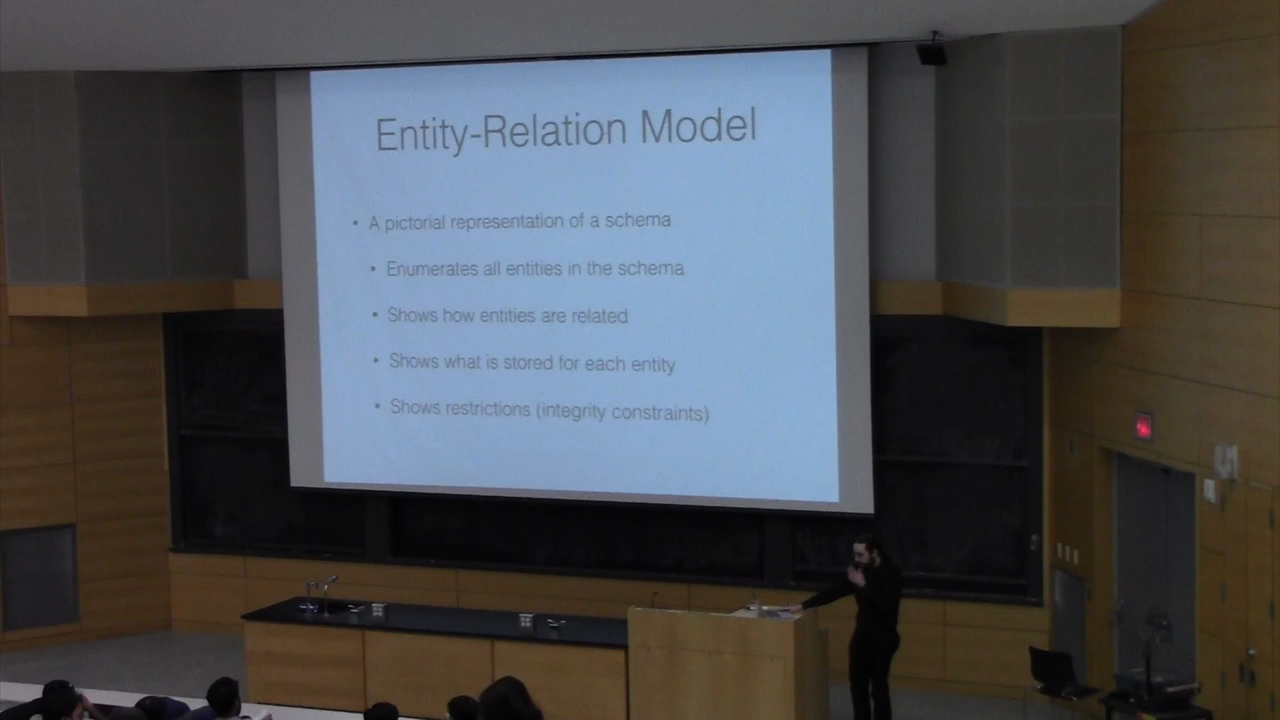 Entity-Relation Model
• A pictorial representation of a schema
• Enumerates all entities in the schema
• Shows how entities are related
• Shows what is stored for each entity
• Shows restrictions (integrity constraints)